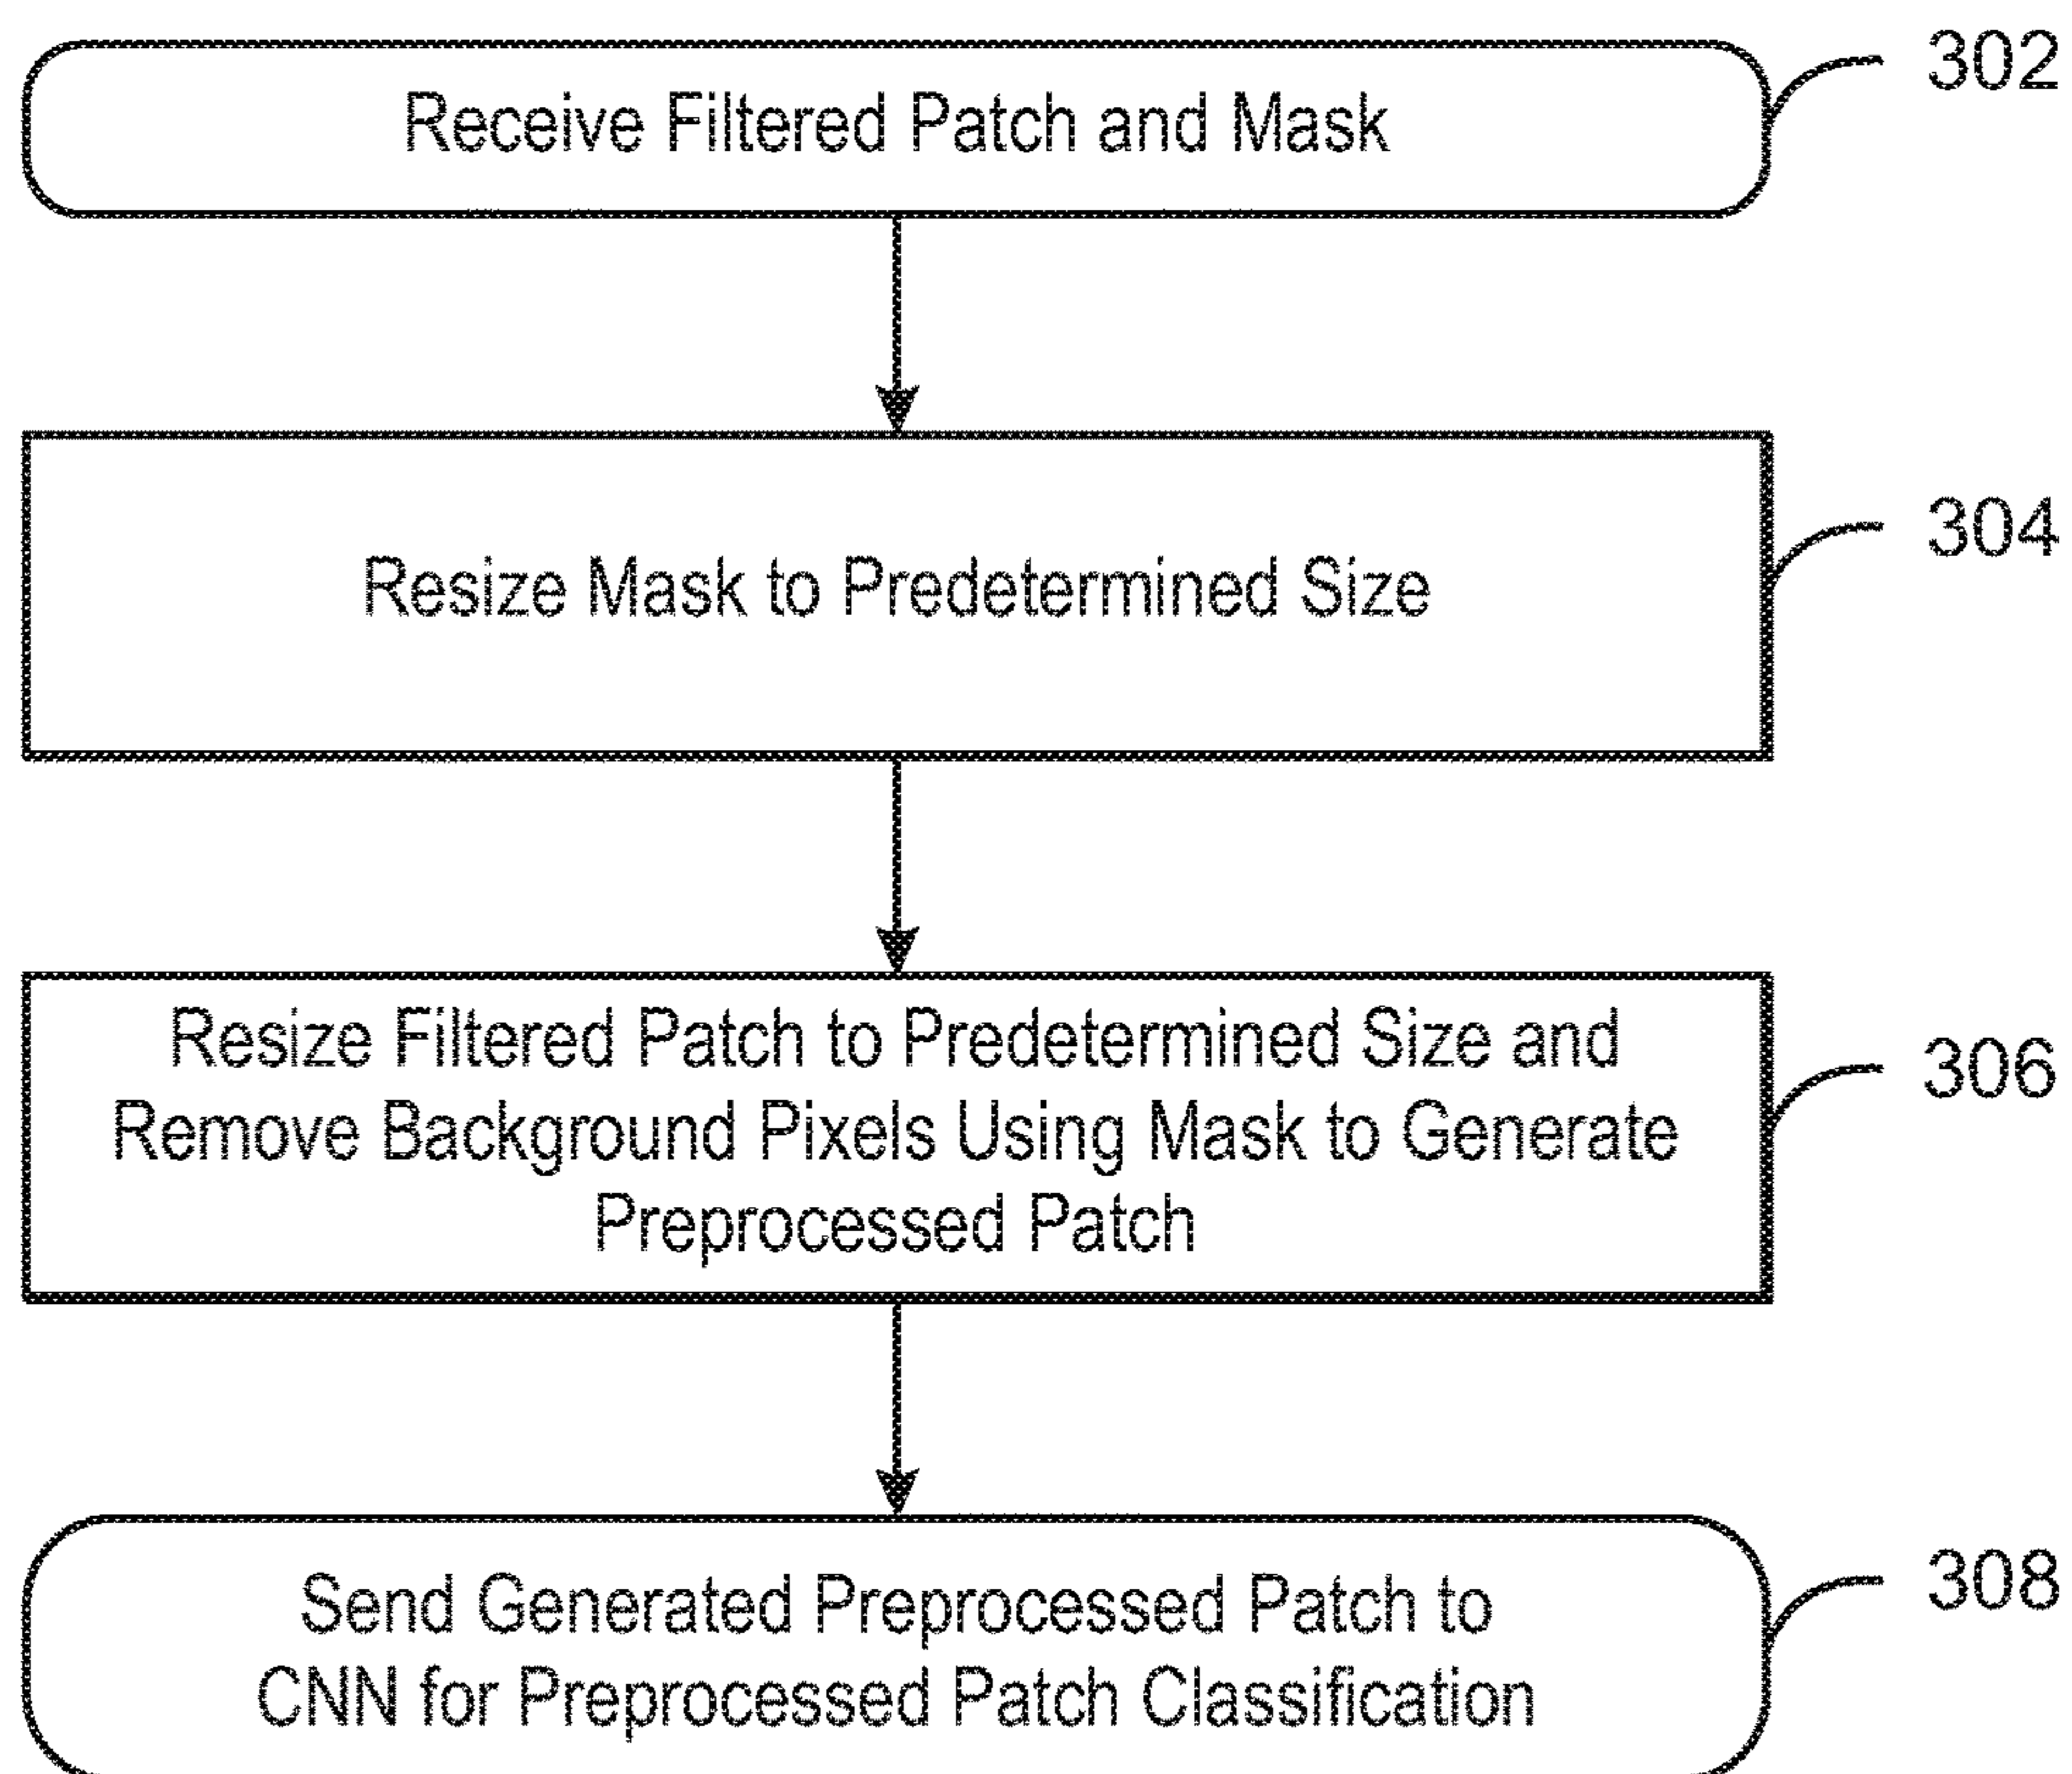 Receive Filtered Patch and Mask
302
Resize Mask to Predetermined Size
304
Resize Filtered Patch to Predetermined Size and
Remove Background Pixels Using Mask to Generate
Preprocessed Patch
306
Send Generated Preprocessed Patch to
CNN for Preprocessed Patch Classification
308